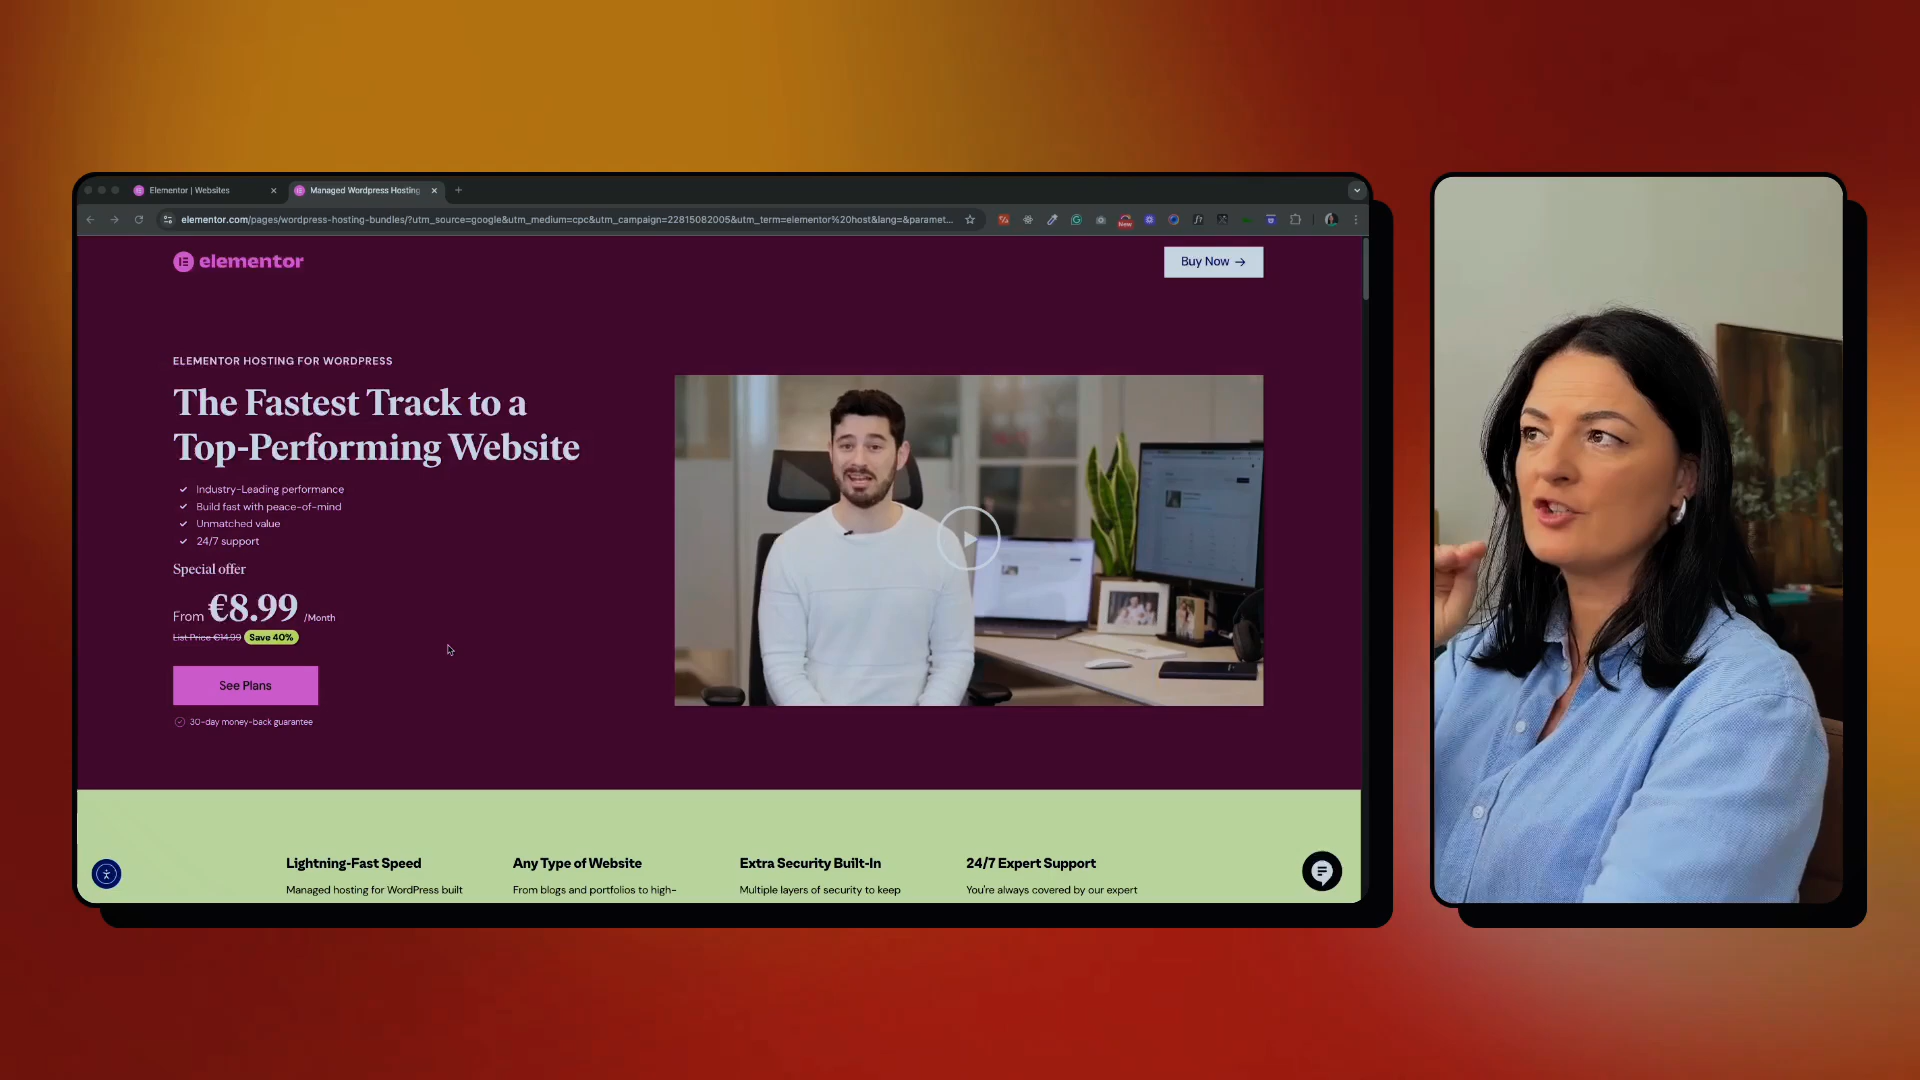 Elementor | Websites
Managed Wordpress Hosting
elementor.com/pages/wordpress-hosting-bundles/?utm_source=google&utm_medium=cpc&utm_campaign=22815082005&utm_term=elementor%20host&lang=&paramet...
New
elementor
Buy Now →
ELEMENTOR HOSTING FOR WORDPRESS
The Fastest Track to a
Top-Performing Website
Industry-Leading performance
Build fast with peace-of-mind
Unmatched value
24/7 support
Special offer
From €8.99 /Month
List Price €14.99 Save 40%
See Plans
30-day money-back guarantee
Lightning-Fast Speed
Managed hosting for WordPress built
Any Type of Website
From blogs and portfolios to high-
Extra Security Built-In
Multiple layers of security to keep
24/7 Expert Support
You're always covered by our expert